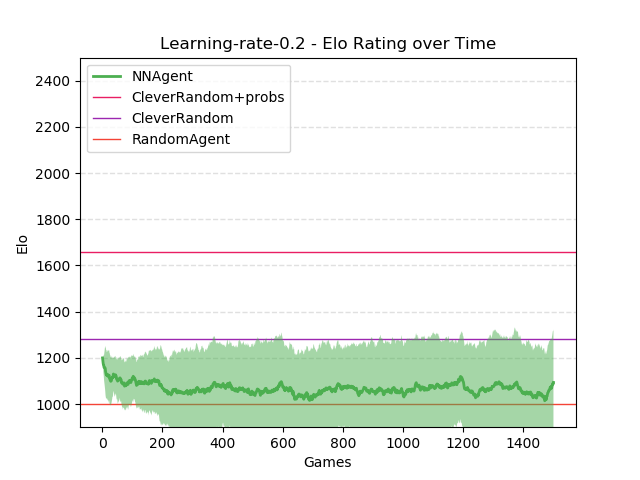 Learning-rate-0.2 - Elo Rating over Time
NNAgent
CleverRandom+probs
CleverRandom
RandomAgent
Elo
2400
2200
2000
1800
1600
1400
1200
1000
0 200 400 600 800 1000 1200 1400
Games